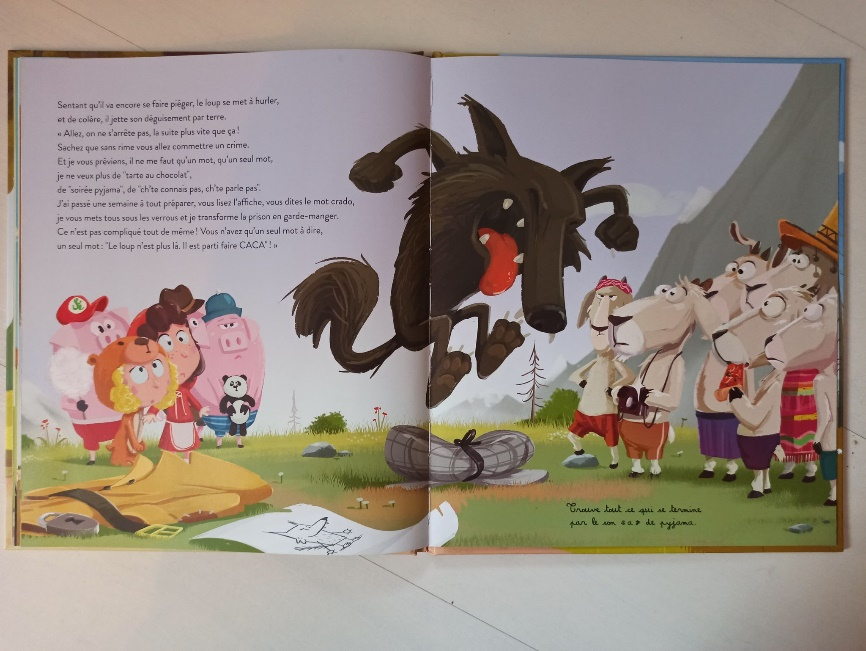 Sentant qu'il va encore se faire piéger, le loup se met à hurler,
et de colère, il jette son déguisement par terre.
« Allez, on ne s'arrête pas, la suite plus vite que ça !
Sachez que sans rime vous allez commettre un crime.
Et je vous préviens, il ne me faut qu'un mot, qu'un seul mot,
je ne veux plus de "tarte au chocolat",
de "soirée pyjama", de "ch'te connais pas, ch'te parle pas".
J'ai passé une semaine à tout préparer, vous lisez l'affiche, vous dites le mot crado,
je vous mets tous sous les verrous et je transforme la prison en garde-manger.
Ce n'est pas compliqué tout de même ! Vous n'avez qu'un seul mot à dire,
un seul mot : "Le loup n'est plus là. Il est parti faire CACA" ! »
Trouve tout ce qui se termine
par le son « a » de pyjama.